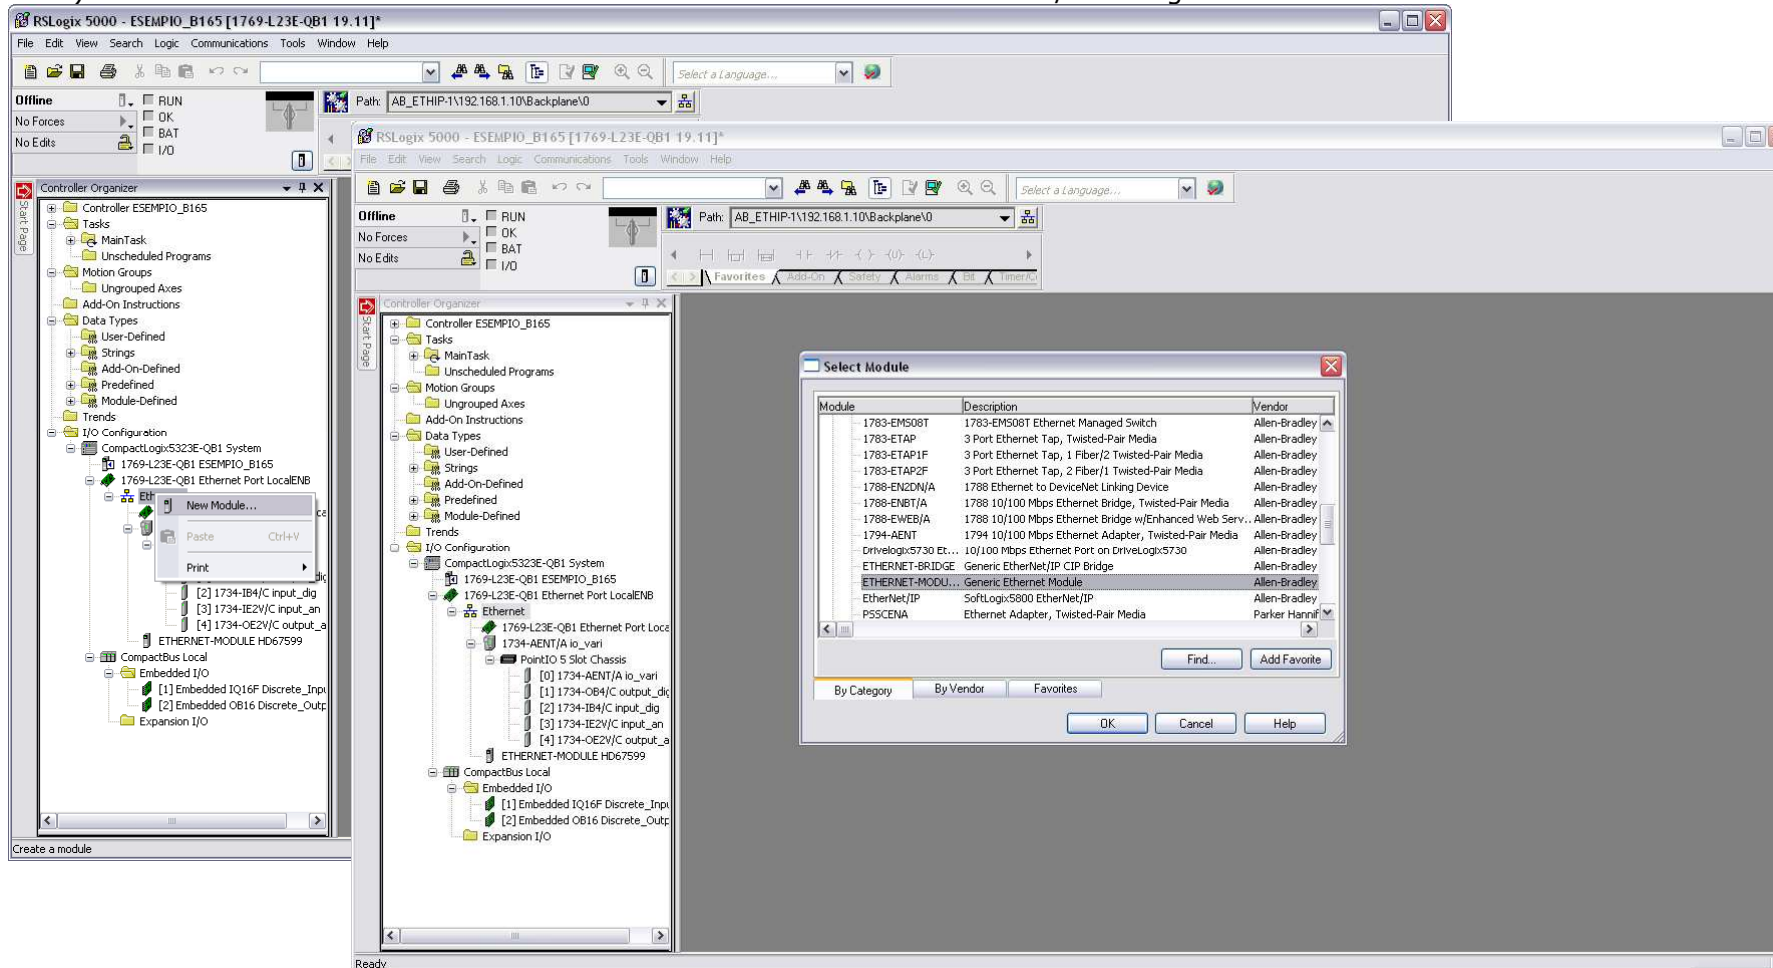 RSLogix 5000 - ESEMPIO_B165 [1769-L23E-QB1 19.11]*
File Edit View Search Logic Communications Tools Window Help
Select a Language...
Offline
RUN
Path: AB_ETHIP-1\192.168.1.10\Backplane\0
No Forces
OK
BAT
No Edits
I/O
Controller Organizer
Start Page
Controller ESEMPIO_B165
Tasks
MainTask
Unscheduled Programs
Motion Groups
Ungrouped Axes
Add-On Instructions
Data Types
User-Defined
Strings
Add-On-Defined
Predefined
Module-Defined
Trends
I/O Configuration
CompactLogix5323E-QB1 System
1769-L23E-QB1 ESEMPIO_B165
1769-L23E-QB1 Ethernet Port LocalENB
Eth
New Module...
Paste Ctrl+V
Print
[2] 1734-IB4/C input_dig
[3] 1734-IE2V/C input_an
[4] 1734-OE2V/C output_a
ETHERNET-MODULE HD67599
CompactBus Local
Embedded I/O
[1] Embedded IQ16F Discrete_Inpu
[2] Embedded OB16 Discrete_Outp
Expansion I/O
Create a module
RSLogix 5000 - ESEMPIO_B165 [1769-L23E-QB1 19.11]*
File Edit View Search Logic Communications Tools Window Help
Select a Language...
Offline
RUN
Path: AB_ETHIP-1\192.168.1.10\Backplane\0
No Forces
OK
BAT
No Edits
I/O
Favorites Add-On Safety Alarms Bit Timer/C
Controller Organizer
Start Page
Controller ESEMPIO_B165
Tasks
MainTask
Unscheduled Programs
Motion Groups
Ungrouped Axes
Add-On Instructions
Data Types
User-Defined
Strings
Add-On-Defined
Predefined
Module-Defined
Trends
I/O Configuration
CompactLogix5323E-QB1 System
1769-L23E-QB1 ESEMPIO_B165
1769-L23E-QB1 Ethernet Port LocalENB
Ethernet
1769-L23E-QB1 Ethernet Port Loca
1734-AENT/A io_vari
PointIO 5 Slot Chassis
[0] 1734-AENT/A io_vari
[1] 1734-OB4/C output_dig
[2] 1734-IB4/C input_dig
[3] 1734-IE2V/C input_an
[4] 1734-OE2V/C output_a
ETHERNET-MODULE HD67599
CompactBus Local
Embedded I/O
[1] Embedded IQ16F Discrete_Inpu
[2] Embedded OB16 Discrete_Outp
Expansion I/O
Ready
Select Module
Module Description Vendor
1783-EMS08T 1783-EMS08T Ethernet Managed Switch Allen-Bradley
1783-ETAP 3 Port Ethernet Tap, Twisted-Pair Media Allen-Bradley
1783-ETAP1F 3 Port Ethernet Tap, 1 Fiber/2 Twisted-Pair Media Allen-Bradley
1783-ETAP2F 3 Port Ethernet Tap, 2 Fiber/1 Twisted-Pair Media Allen-Bradley
1788-EN2DN/A 1788 Ethernet to DeviceNet Linking Device Allen-Bradley
1788-ENBT/A 1788 10/100 Mbps Ethernet Bridge, Twisted-Pair Media Allen-Bradley
1788-EWEB/A 1788 10/100 Mbps Ethernet Bridge w/Enhanced Web Serv... Allen-Bradley
1794-AENT 1794 10/100 Mbps Ethernet Adapter, Twisted-Pair Media Allen-Bradley
DriveLogix5730 Et... 10/100 Mbps Ethernet Port on DriveLogix5730 Allen-Bradley
ETHERNET-BRIDGE Generic EtherNet/IP CIP Bridge Allen-Bradley
ETHERNET-MODU... Generic Ethernet Module Allen-Bradley
EtherNet/IP SoftLogix5800 EtherNet/IP Allen-Bradley
PSSCENA Ethernet Adapter, Twisted-Pair Media Parker Hannif
Find... Add Favorite
By Category By Vendor Favorites
OK Cancel Help